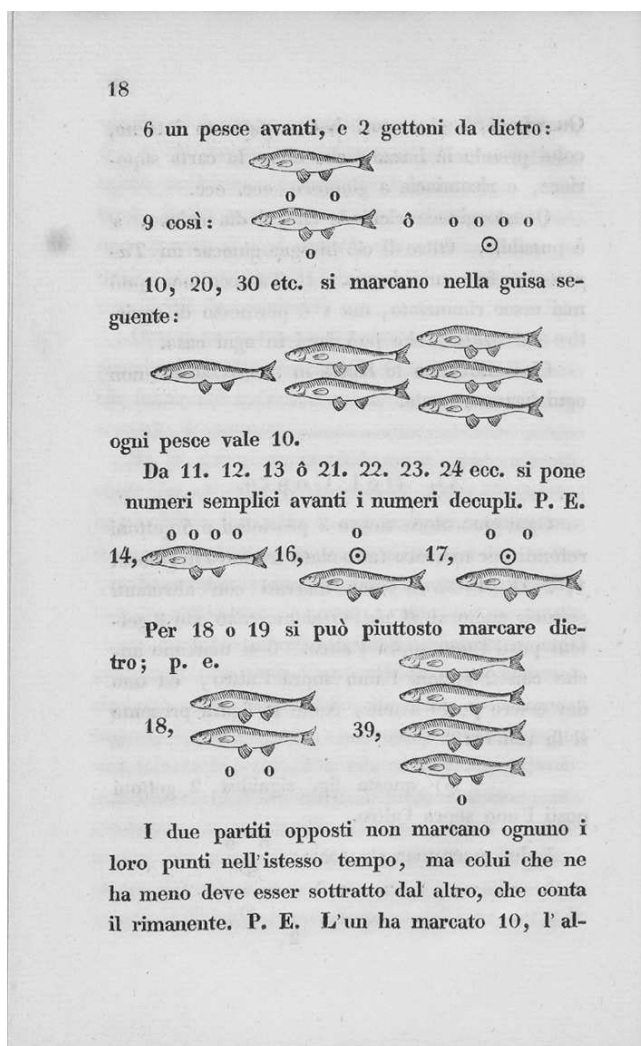 18
6 un pesce avanti, e 2 gettoni da dietro:
o o
9 così: ô o o o o
o ⊙
10, 20, 30 etc. si marcano nella guisa se-
guente:
ogni pesce vale 10.
Da 11. 12. 13 ô 21. 22. 23. 24 ecc. si pone
numeri semplici avanti i numeri decupli. P. E.
o o o o o o o
14, 16, ⊙ 17, ⊙
Per 18 o 19 si può piuttosto marcare die-
tro; p. e.
18, 39,
o o
o
I due partiti opposti non marcano ognuno i
loro punti nell'istesso tempo, ma colui che ne
ha meno deve esser sottratto dal altro, che conta
il rimanente. P. E. L'un ha marcato 10, l'al-